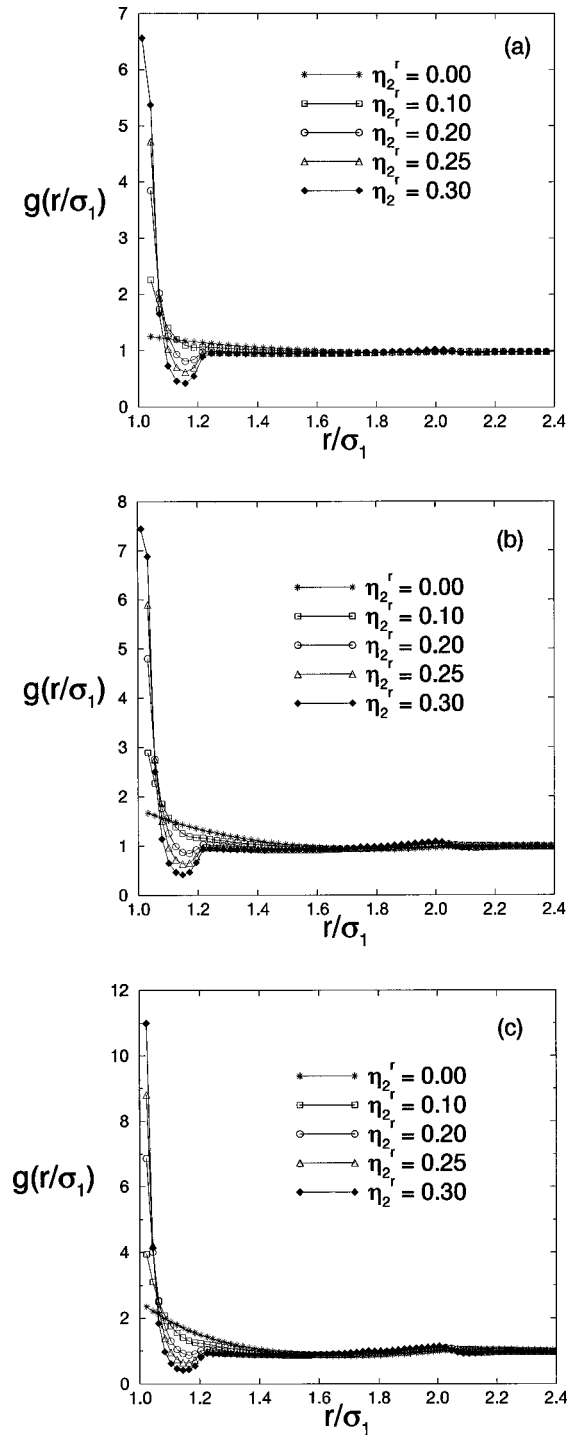 (a)
7
6
5
4
3
2
1
0
g(r/σ₁)
η₂ʳ = 0.00
η₂ʳ = 0.10
η₂ʳ = 0.20
η₂ʳ = 0.25
η₂ʳ = 0.30
1.0 1.2 1.4 1.6 1.8 2.0 2.2 2.4
r/σ₁
(b)
8
7
6
5
4
3
2
1
0
g(r/σ₁)
η₂ʳ = 0.00
η₂ʳ = 0.10
η₂ʳ = 0.20
η₂ʳ = 0.25
η₂ʳ = 0.30
1.0 1.2 1.4 1.6 1.8 2.0 2.2 2.4
r/σ₁
(c)
12
10
8
6
4
2
0
g(r/σ₁)
η₂ʳ = 0.00
η₂ʳ = 0.10
η₂ʳ = 0.20
η₂ʳ = 0.25
η₂ʳ = 0.30
1.0 1.2 1.4 1.6 1.8 2.0 2.2 2.4
r/σ₁